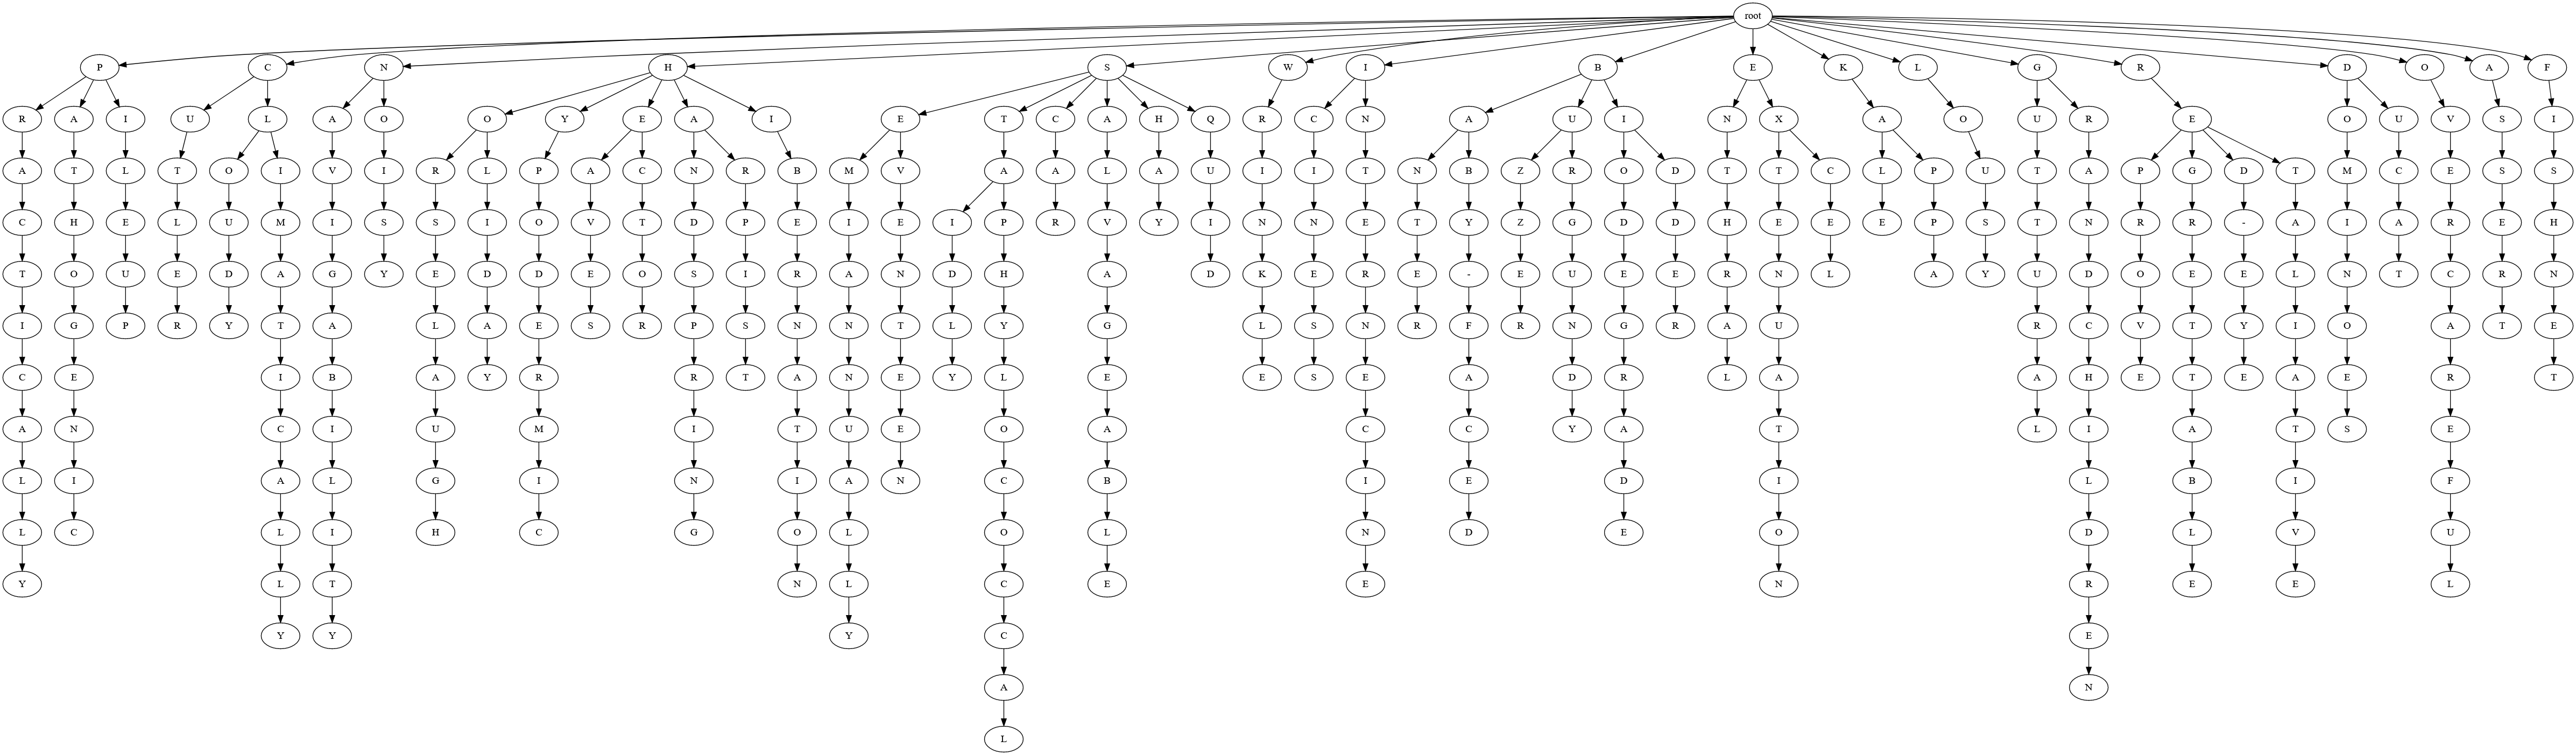 root
P C N H S W I B E K L G R D O A F
R A I U L A O O Y E A I E T C A H Q R C N A U I N X A O U R E O U V S I
A T L T O I V I R L P A C N R B M V A A L A U I I T N B Z R O D T T C L P U T A P G D T M C E S S
C H E L U M I S S I O V T D P E I E I P R V Y I N N E T Y Z G D D H E E E P S T N R R - A I A R E H
T O U E D A G Y E D D E O S I R A N D H A D K E R E - E U E E R N L A Y U D O E E L N T C R N
I G P R Y T A L A E S R P S N N T L Y G L S N R F R U G R A U R C V T Y I O A T E
C E I B A Y R R T A N E Y L E E S E A D R L A A H E T E A E R T
A N C I U M I T U E O A C C Y A T L I A T S E
L I A L G I N I A N C B I E D I L B I F
L C L I H C G O L O L N D E O D L V U
Y L T N L C E E N R E E L
Y Y Y C E
A N
L